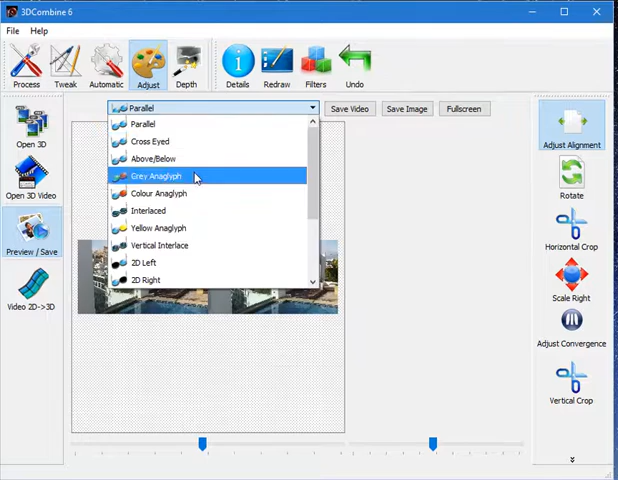 3DCombine 6
File Help
Process Tweak Automatic Adjust Depth Details Redraw Filters Undo
Parallel Save Video Save Image Fullscreen
Parallel
Cross Eyed
Above/Below
Grey Anaglyph
Colour Anaglyph
Interlaced
Yellow Anaglyph
Vertical Interlace
2D Left
2D Right
Open 3D
Open 3D Video
Preview / Save
Video 2D->3D
Adjust Alignment
Rotate
Horizontal Crop
Scale Right
Adjust Convergence
Vertical Crop